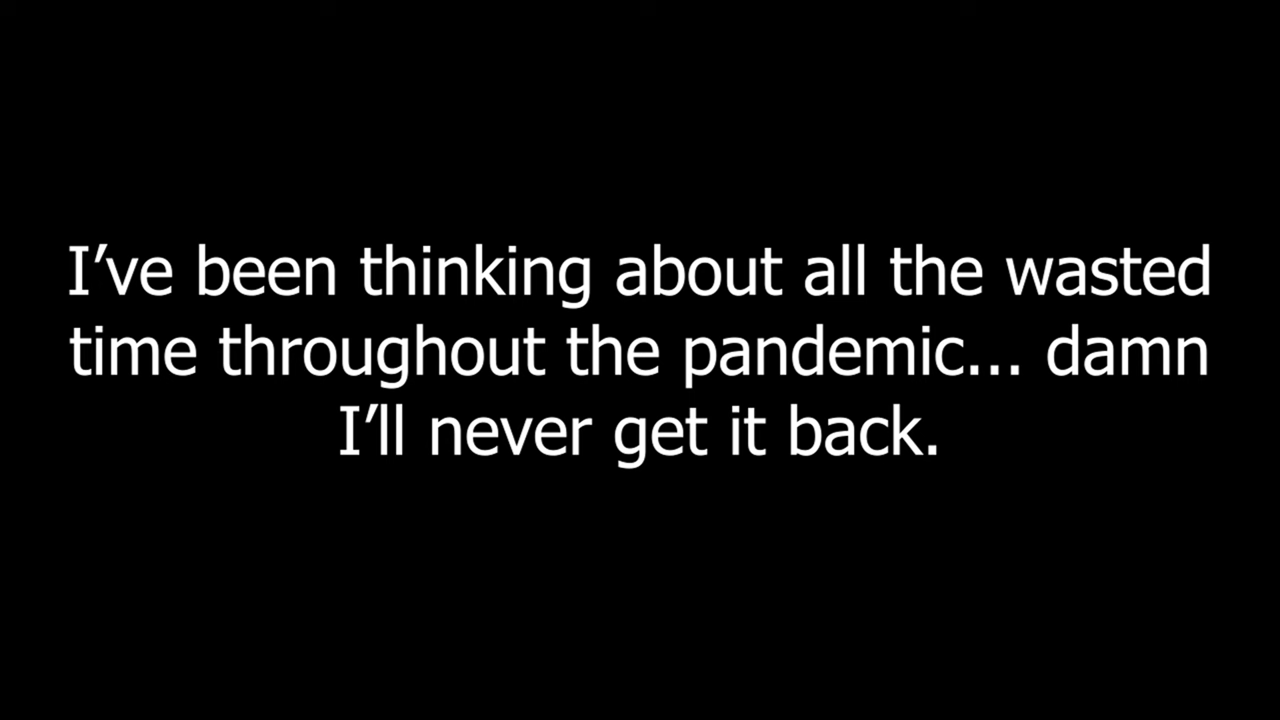 I’ve been thinking about all the wasted
time throughout the pandemic... damn
I’ll never get it back.